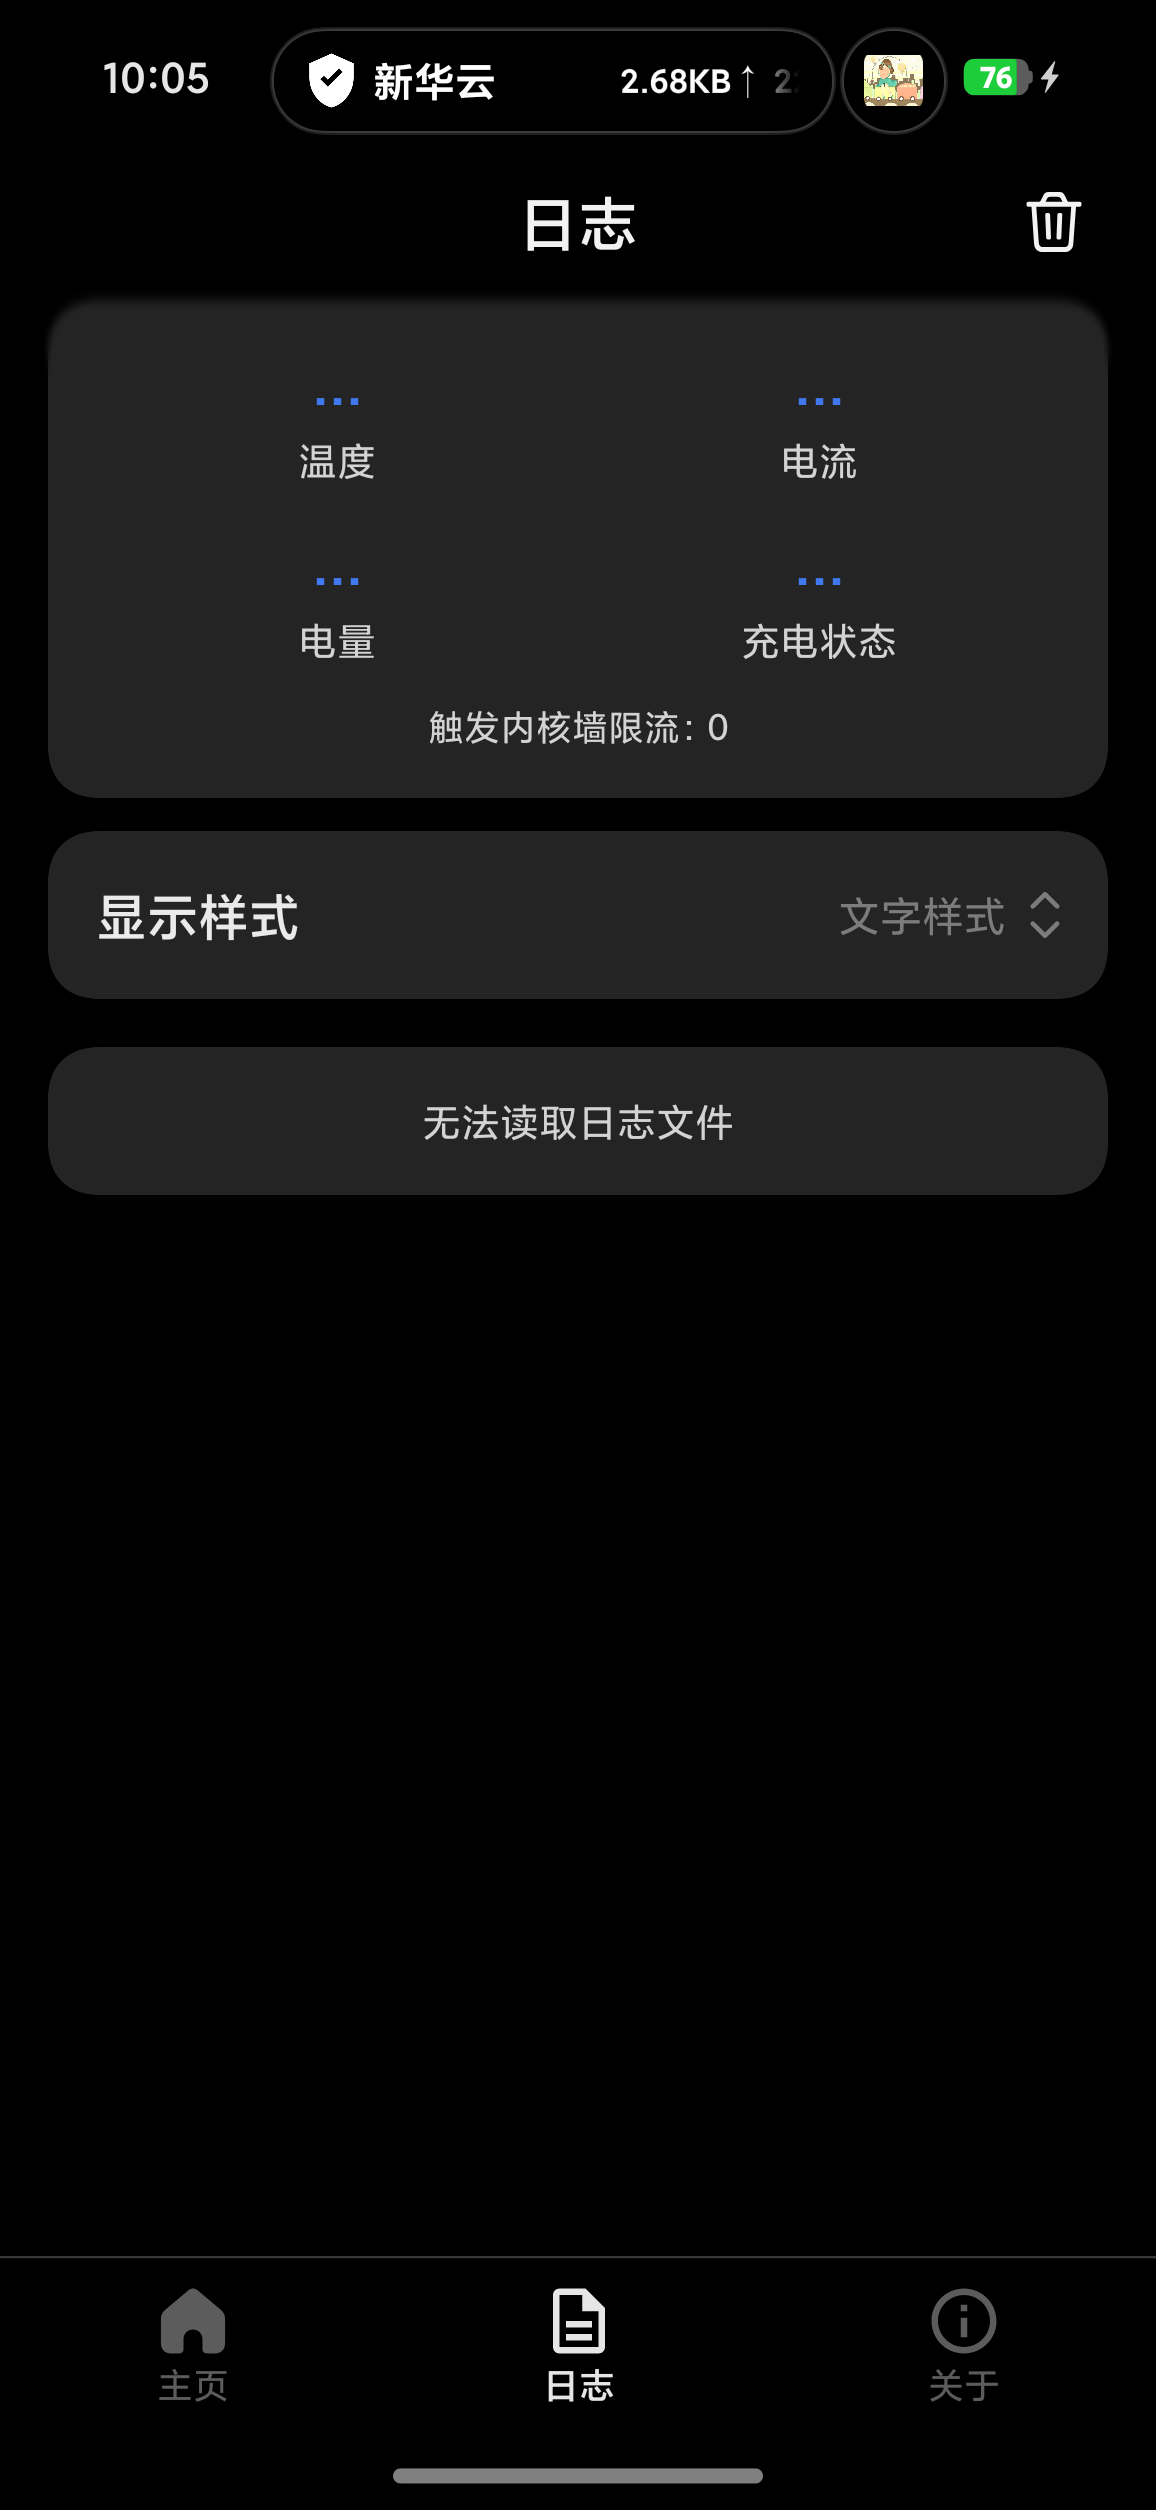 10:05 新华云 2.68KB↑ 76
日志
... ...
温度 电流
... ...
电量 充电状态
触发内核墙限流: 0
显示样式 文字样式
无法读取日志文件
主页 日志 关于